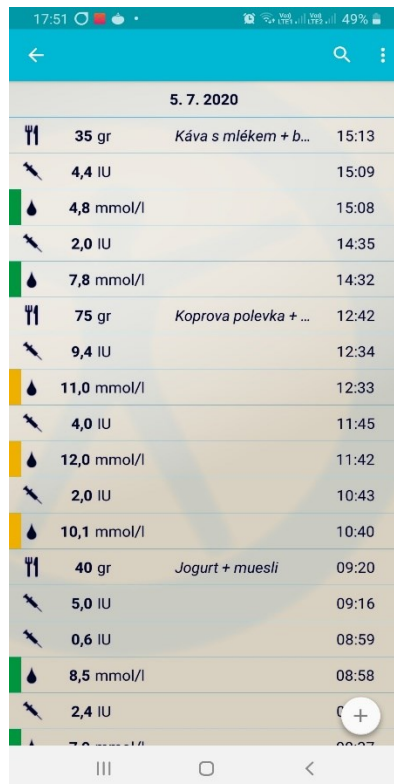 17:51 49%
5. 7. 2020
35 gr Káva s mlékem + b... 15:13
4,4 IU 15:09
4,8 mmol/l 15:08
2,0 IU 14:35
7,8 mmol/l 14:32
75 gr Koprova polevka + ... 12:42
9,4 IU 12:34
11,0 mmol/l 12:33
4,0 IU 11:45
12,0 mmol/l 11:42
2,0 IU 10:43
10,1 mmol/l 10:40
40 gr Jogurt + muesli 09:20
5,0 IU 09:16
0,6 IU 08:59
8,5 mmol/l 08:58
2,4 IU